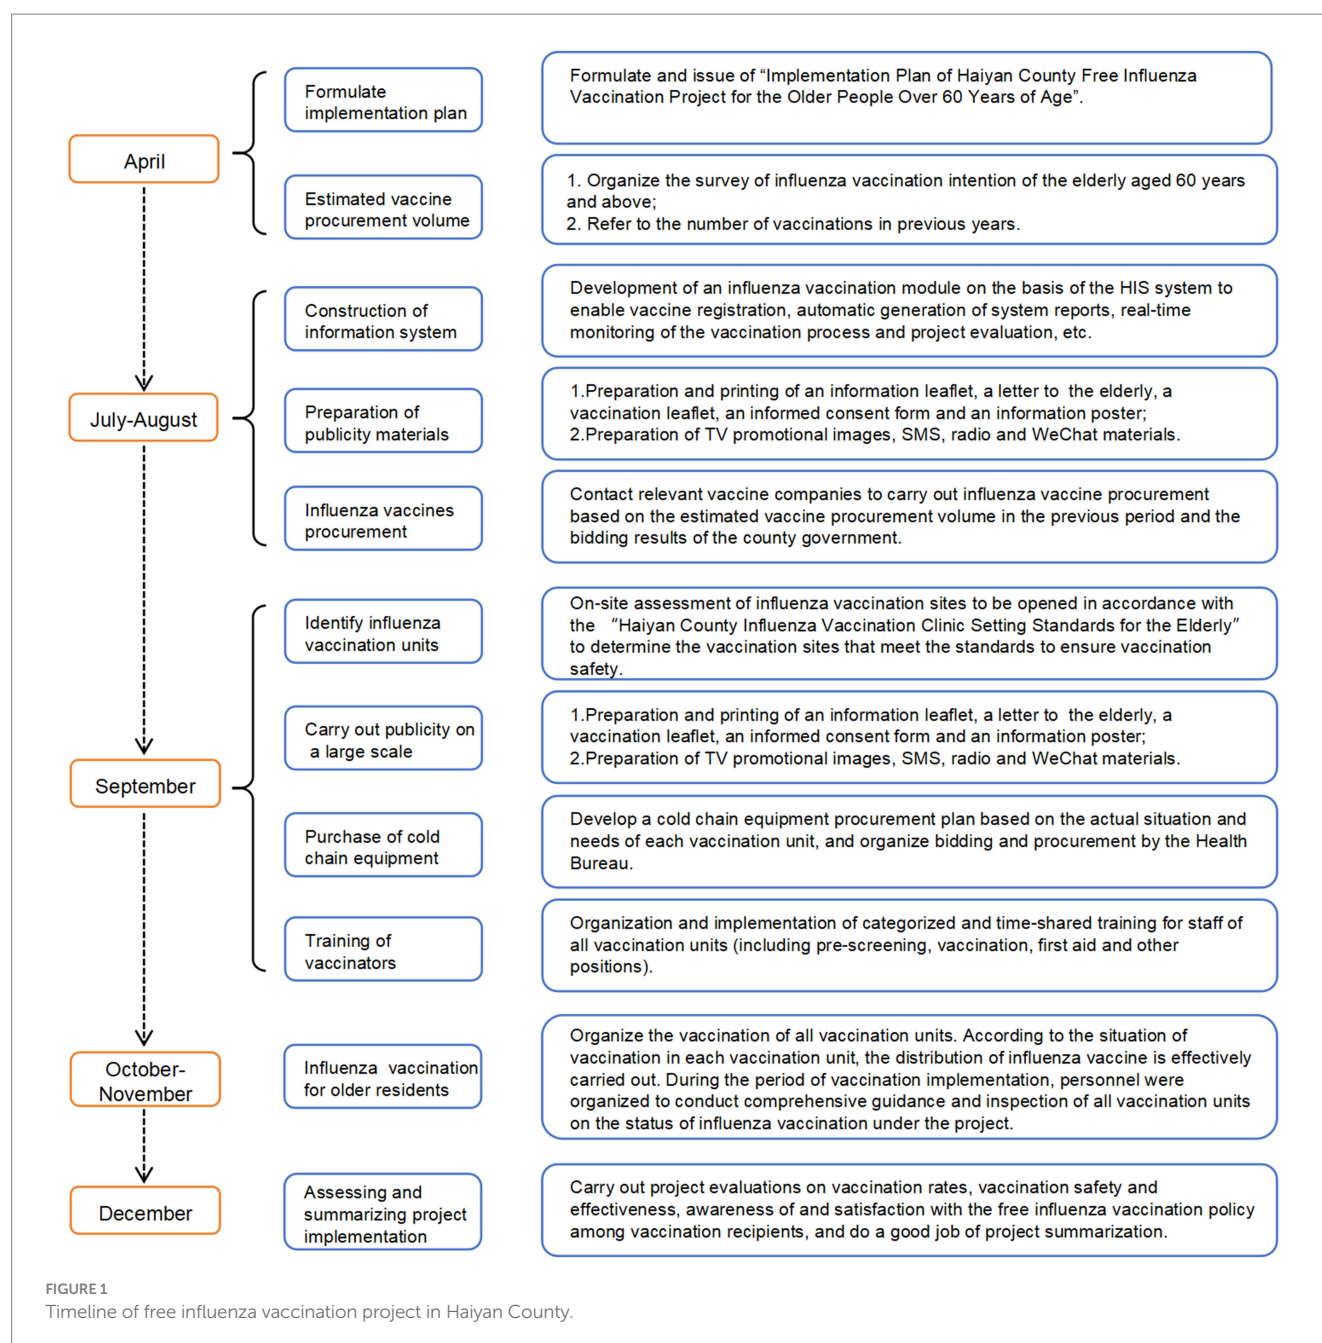 April
Formulate
implementation plan
Formulate and issue of “Implementation Plan of Haiyan County Free Influenza
Vaccination Project for the Older People Over 60 Years of Age”.
Estimated vaccine
procurement volume
1. Organize the survey of influenza vaccination intention of the elderly aged 60 years
and above;
2. Refer to the number of vaccinations in previous years.
July-August
Construction of
information system
Development of an influenza vaccination module on the basis of the HIS system to
enable vaccine registration, automatic generation of system reports, real-time
monitoring of the vaccination process and project evaluation, etc.
Preparation of
publicity materials
1.Preparation and printing of an information leaflet, a letter to the elderly, a
vaccination leaflet, an informed consent form and an information poster;
2.Preparation of TV promotional images, SMS, radio and WeChat materials.
Influenza vaccines
procurement
Contact relevant vaccine companies to carry out influenza vaccine procurement
based on the estimated vaccine procurement volume in the previous period and the
bidding results of the county government.
September
Identify influenza
vaccination units
On-site assessment of influenza vaccination sites to be opened in accordance with
the “Haiyan County Influenza Vaccination Clinic Setting Standards for the Elderly”
to determine the vaccination sites that meet the standards to ensure vaccination
safety.
Carry out publicity on
a large scale
1.Preparation and printing of an information leaflet, a letter to the elderly, a
vaccination leaflet, an informed consent form and an information poster;
2.Preparation of TV promotional images, SMS, radio and WeChat materials.
Purchase of cold
chain equipment
Develop a cold chain equipment procurement plan based on the actual situation and
needs of each vaccination unit, and organize bidding and procurement by the Health
Bureau.
Training of
vaccinators
Organization and implementation of categorized and time-shared training for staff of
all vaccination units (including pre-screening, vaccination, first aid and other
positions).
October-
November
Influenza vaccination
for older residents
Organize the vaccination of all vaccination units. According to the situation of
vaccination in each vaccination unit, the distribution of influenza vaccine is effectively
carried out. During the period of vaccination implementation, personnel were
organized to conduct comprehensive guidance and inspection of all vaccination units
on the status of influenza vaccination under the project.
December
Assessing and
summarizing project
implementation
Carry out project evaluations on vaccination rates, vaccination safety and
effectiveness, awareness of and satisfaction with the free influenza vaccination policy
among vaccination recipients, and do a good job of project summarization.
FIGURE 1
Timeline of free influenza vaccination project in Haiyan County.